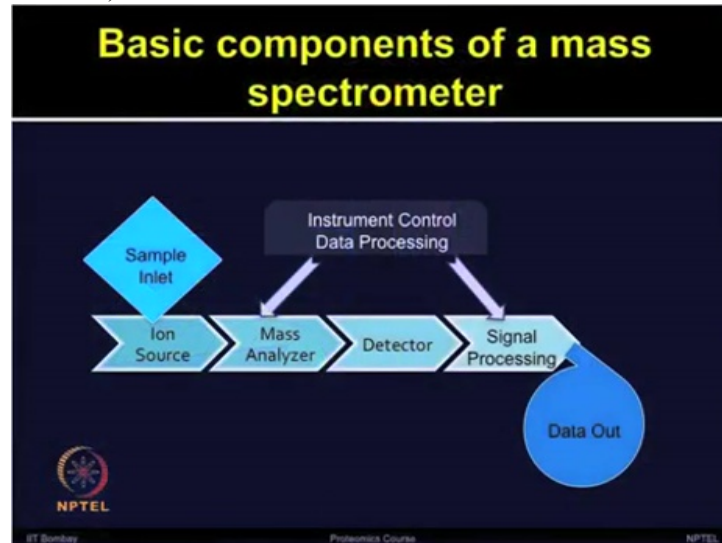 Basic components of a mass
spectrometer
Instrument Control
Data Processing
Sample
Inlet
Ion
Source
Mass
Analyzer
Detector
Signal
Processing
Data Out
NPTEL
IIT Bombay
Proteomics Course
NPTEL